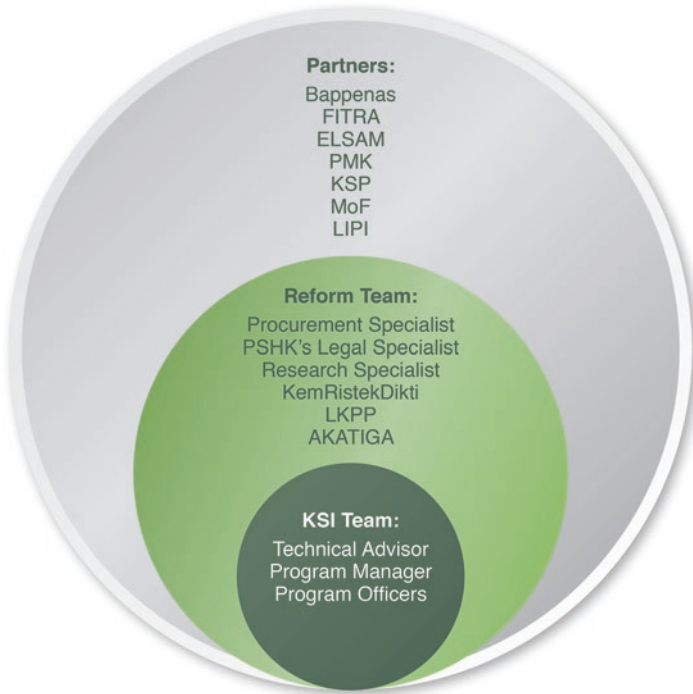 Partners:
Bappenas
FITRA
ELSAM
PMK
KSP
MoF
LIPI
Reform Team:
Procurement Specialist
PSHK's Legal Specialist
Research Specialist
KemRistekDikti
LKPP
AKATIGA
KSI Team:
Technical Advisor
Program Manager
Program Officers